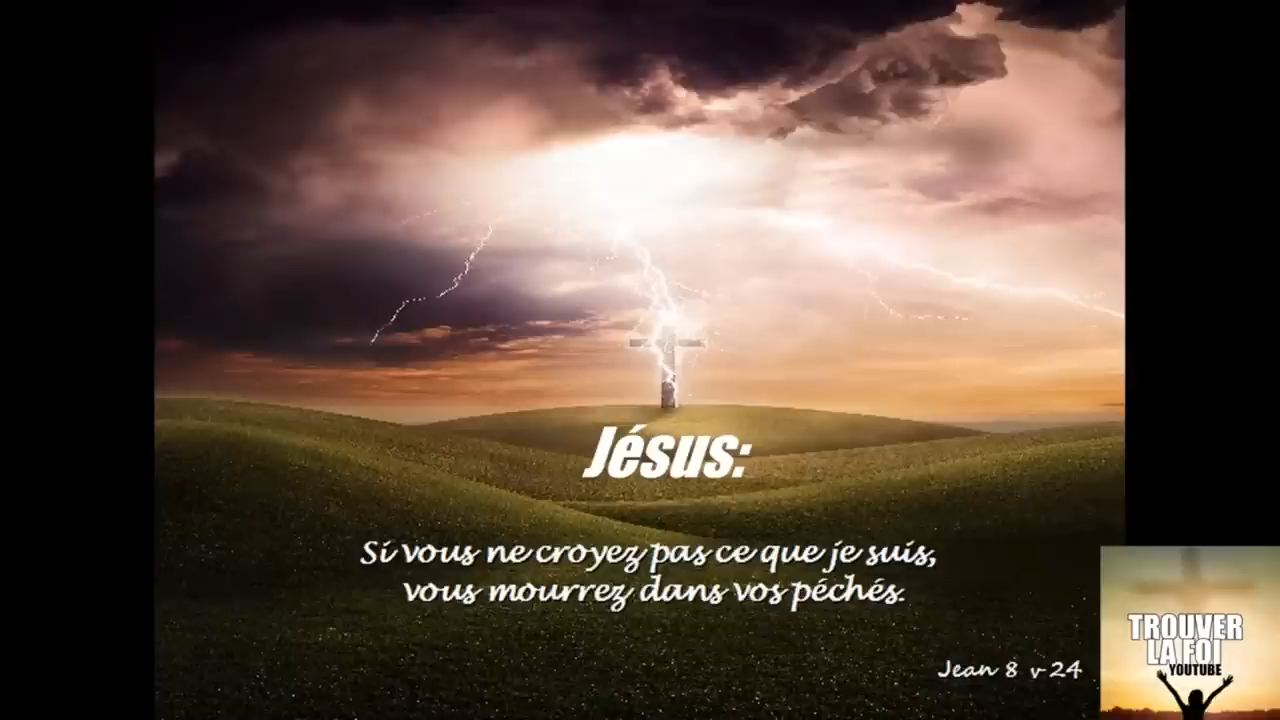 Jésus:
Si vous ne croyez pas ce que je suis,
vous mourrez dans vos péchés.
Jean 8 v 24
TROUVER
LA FOI
YOUTUBE